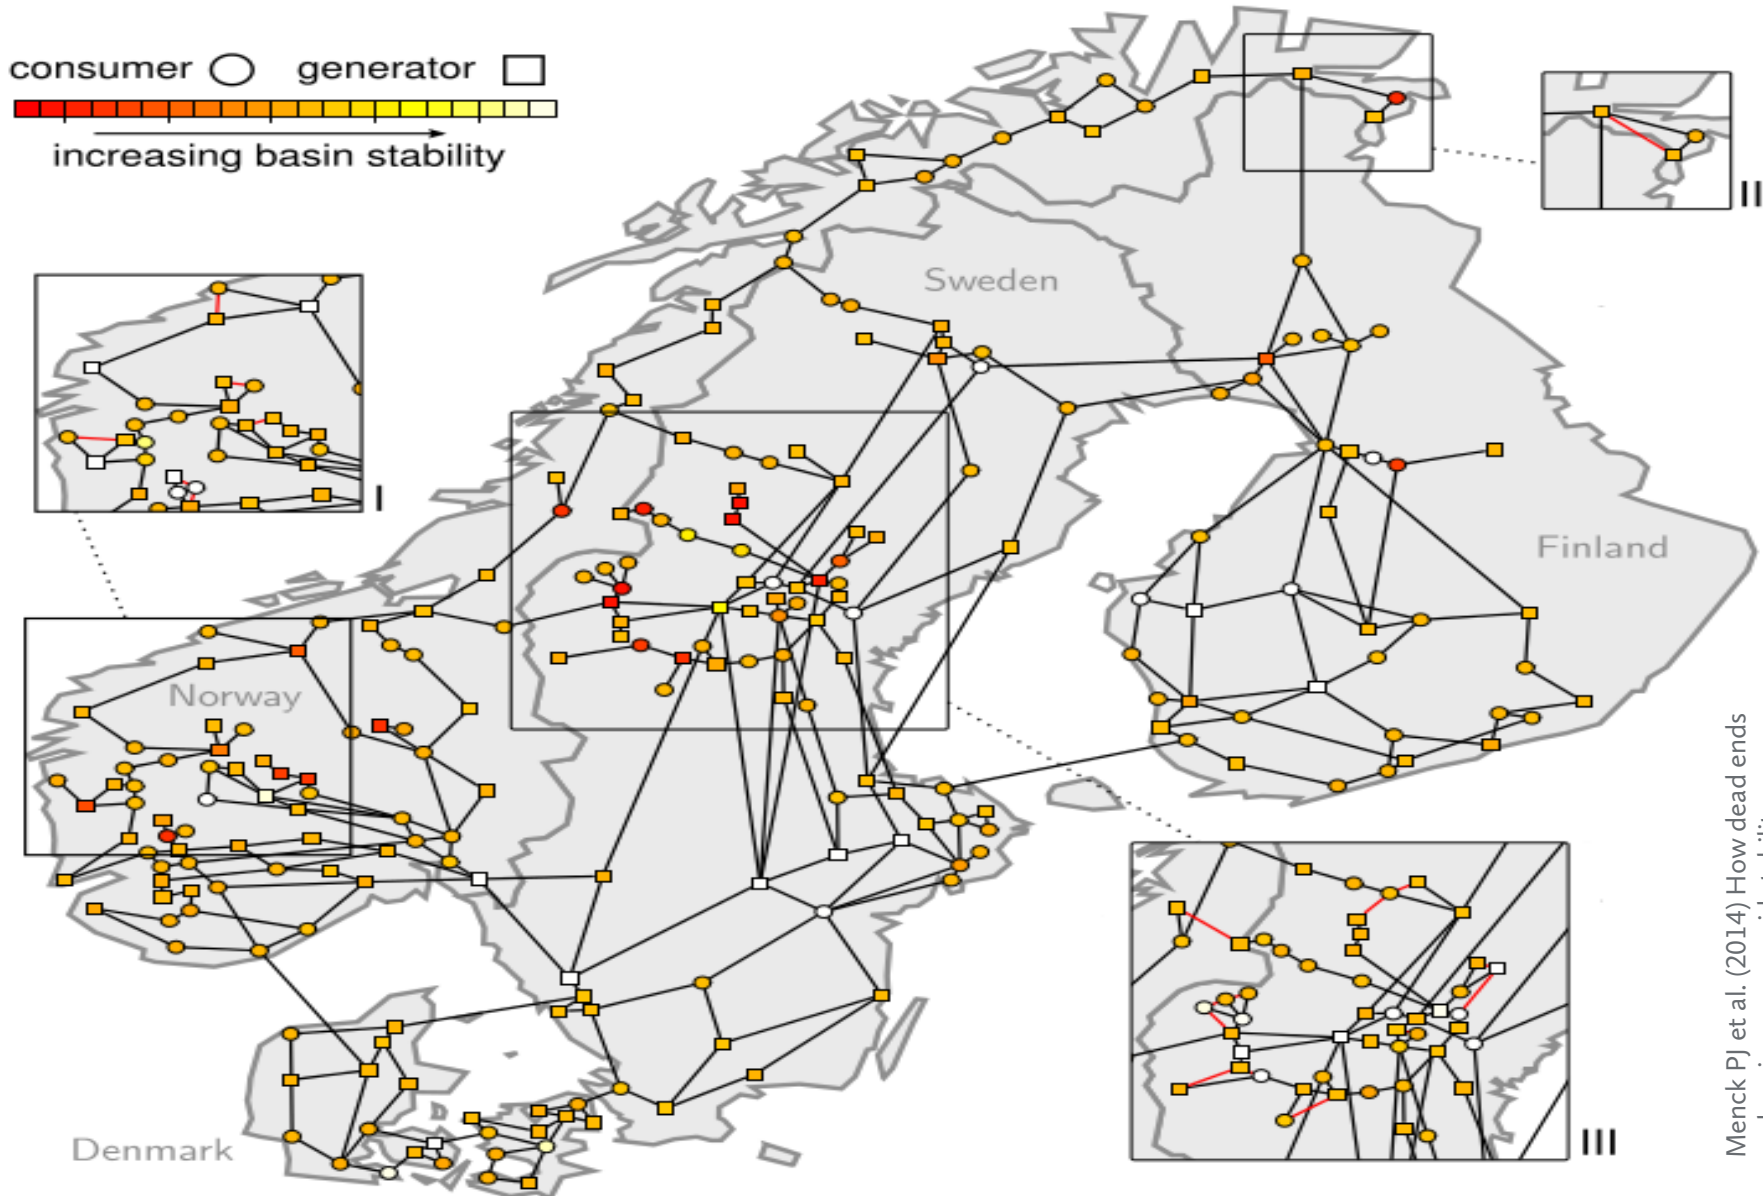 consumer generator
increasing basin stability
II
Sweden
I
Finland
Norway
III
Denmark
Menck PJ et al. (2014) How dead ends